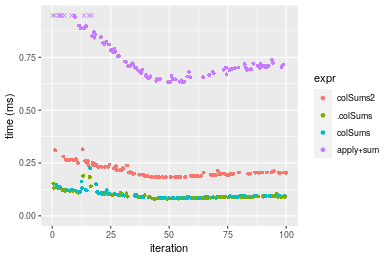 0.75
0.50
0.25
0.00
time (ms)
0
25
50
75
100
iteration
expr
colSums2
.colSums
colSums
apply+sum